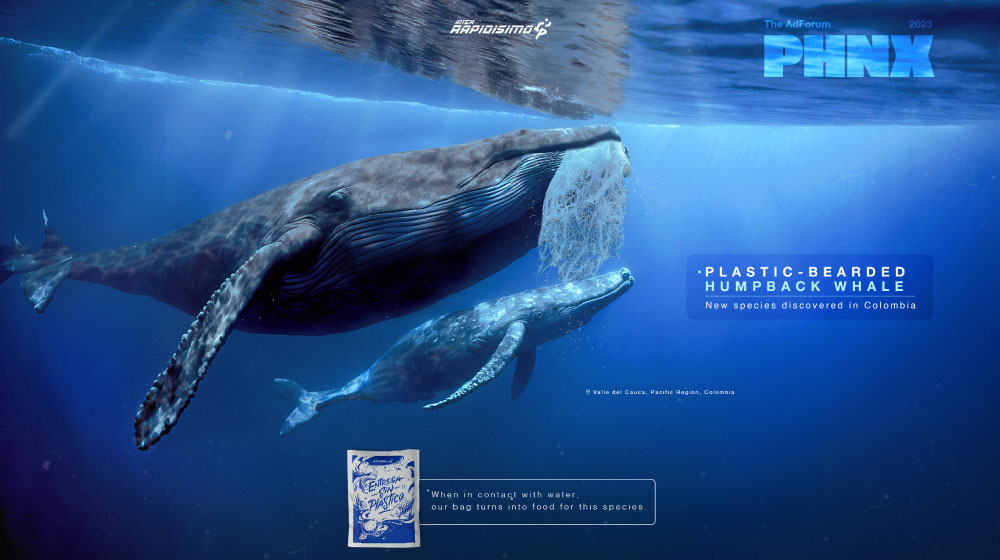 INTER
RAPIDISIMO
The AdForum 2023
PHNX
PLASTIC-BEARDED
HUMPBACK WHALE
New species discovered in Colombia
Valle del Cauca, Pacific Region, Colombia
ENTREGA
SIN
PLÁSTICO
*When in contact with water,
our bag turns into food for this species.